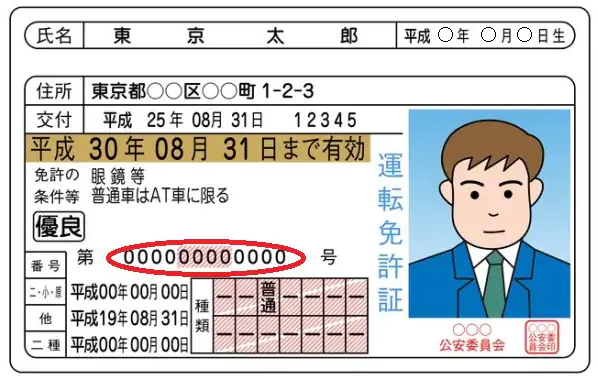 氏名 東京太郎 平成○年○月○日生
住所 東京都○○区○○町1-2-3
交付 平成25年08月31日 12345
平成30年08月31日まで有効
免許の 眼鏡等
条件等 普通車はAT車に限る
優良
運転免許証
番号 第 000000000000 号
二・小・原 平成00年00月00日
他 平成19年08月31日
二種 平成00年00月00日
種類 普通
○○○
公安委員会
○○○
公安委
員会印